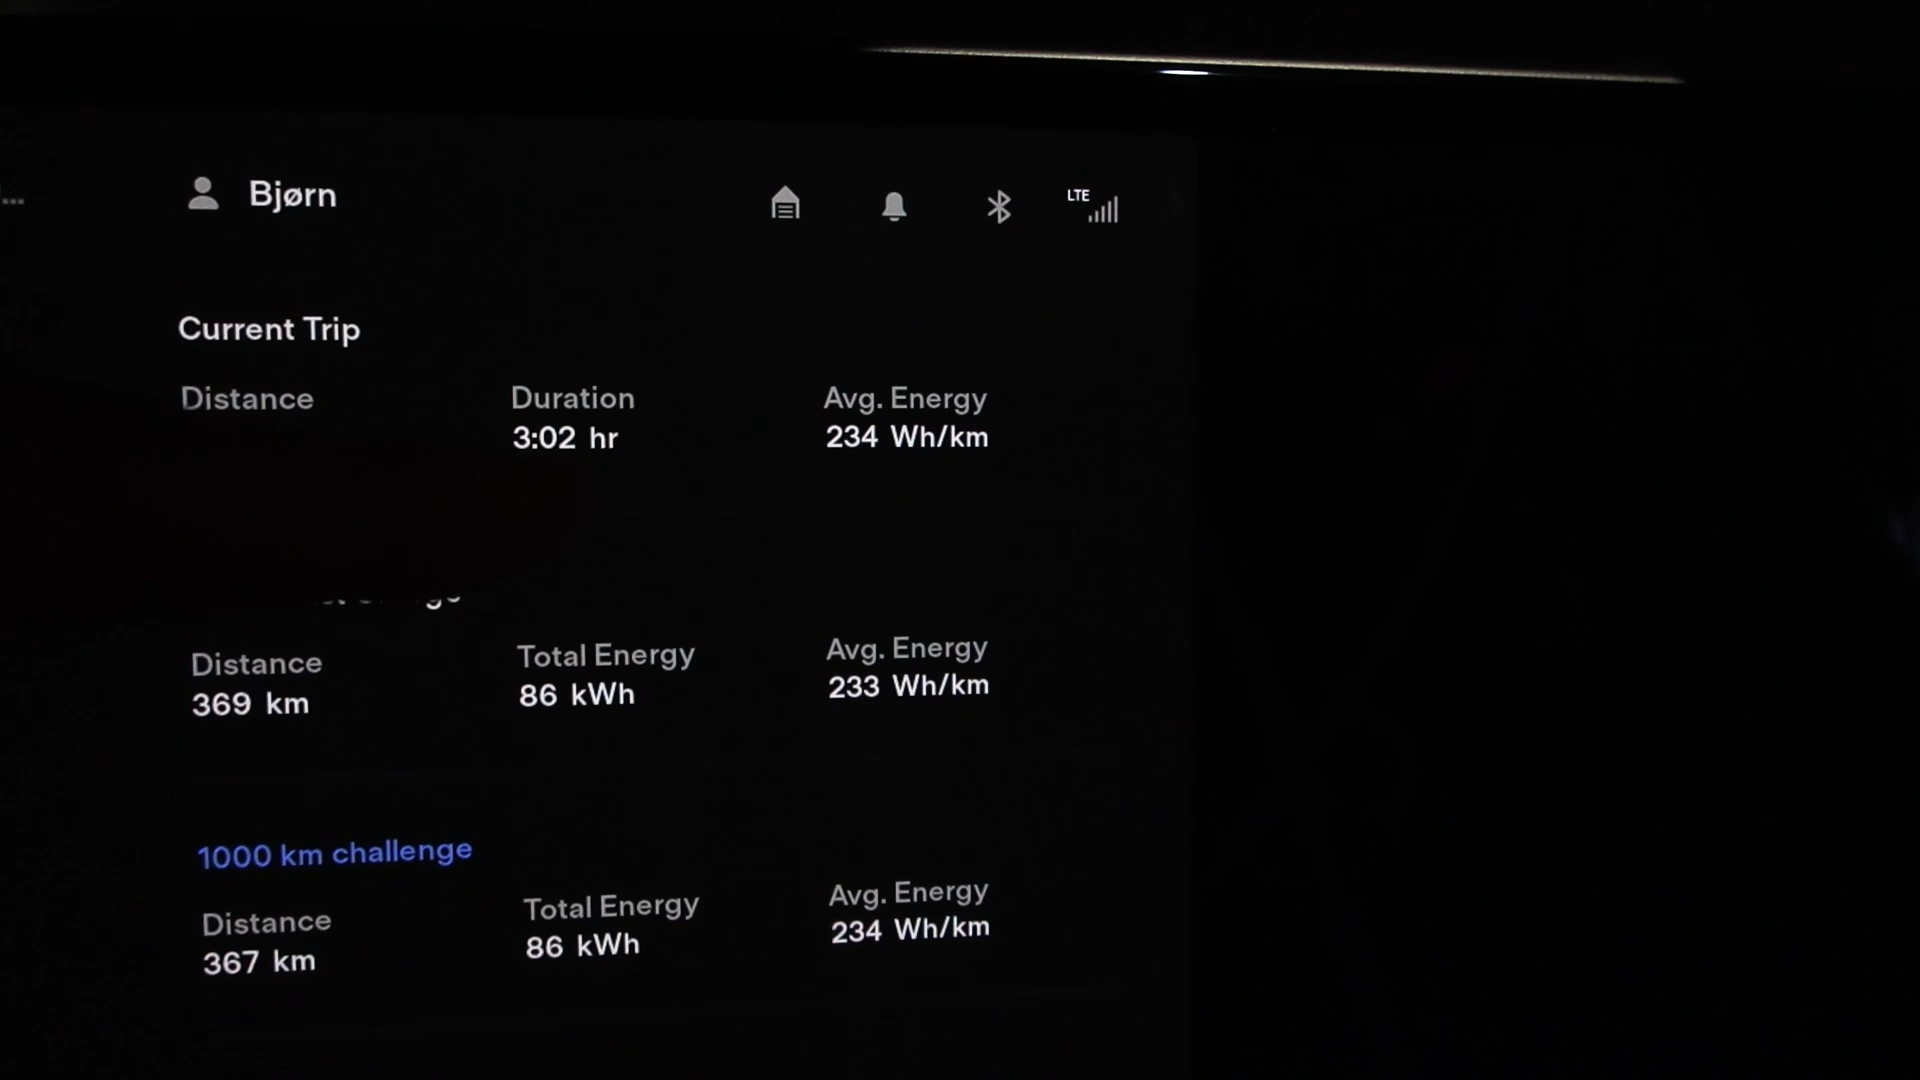 Bjørn
LTE
Current Trip
Distance Duration Avg. Energy
3:02 hr 234 Wh/km
Distance Total Energy Avg. Energy
369 km 86 kWh 233 Wh/km
1000 km challenge
Distance Total Energy Avg. Energy
367 km 86 kWh 234 Wh/km